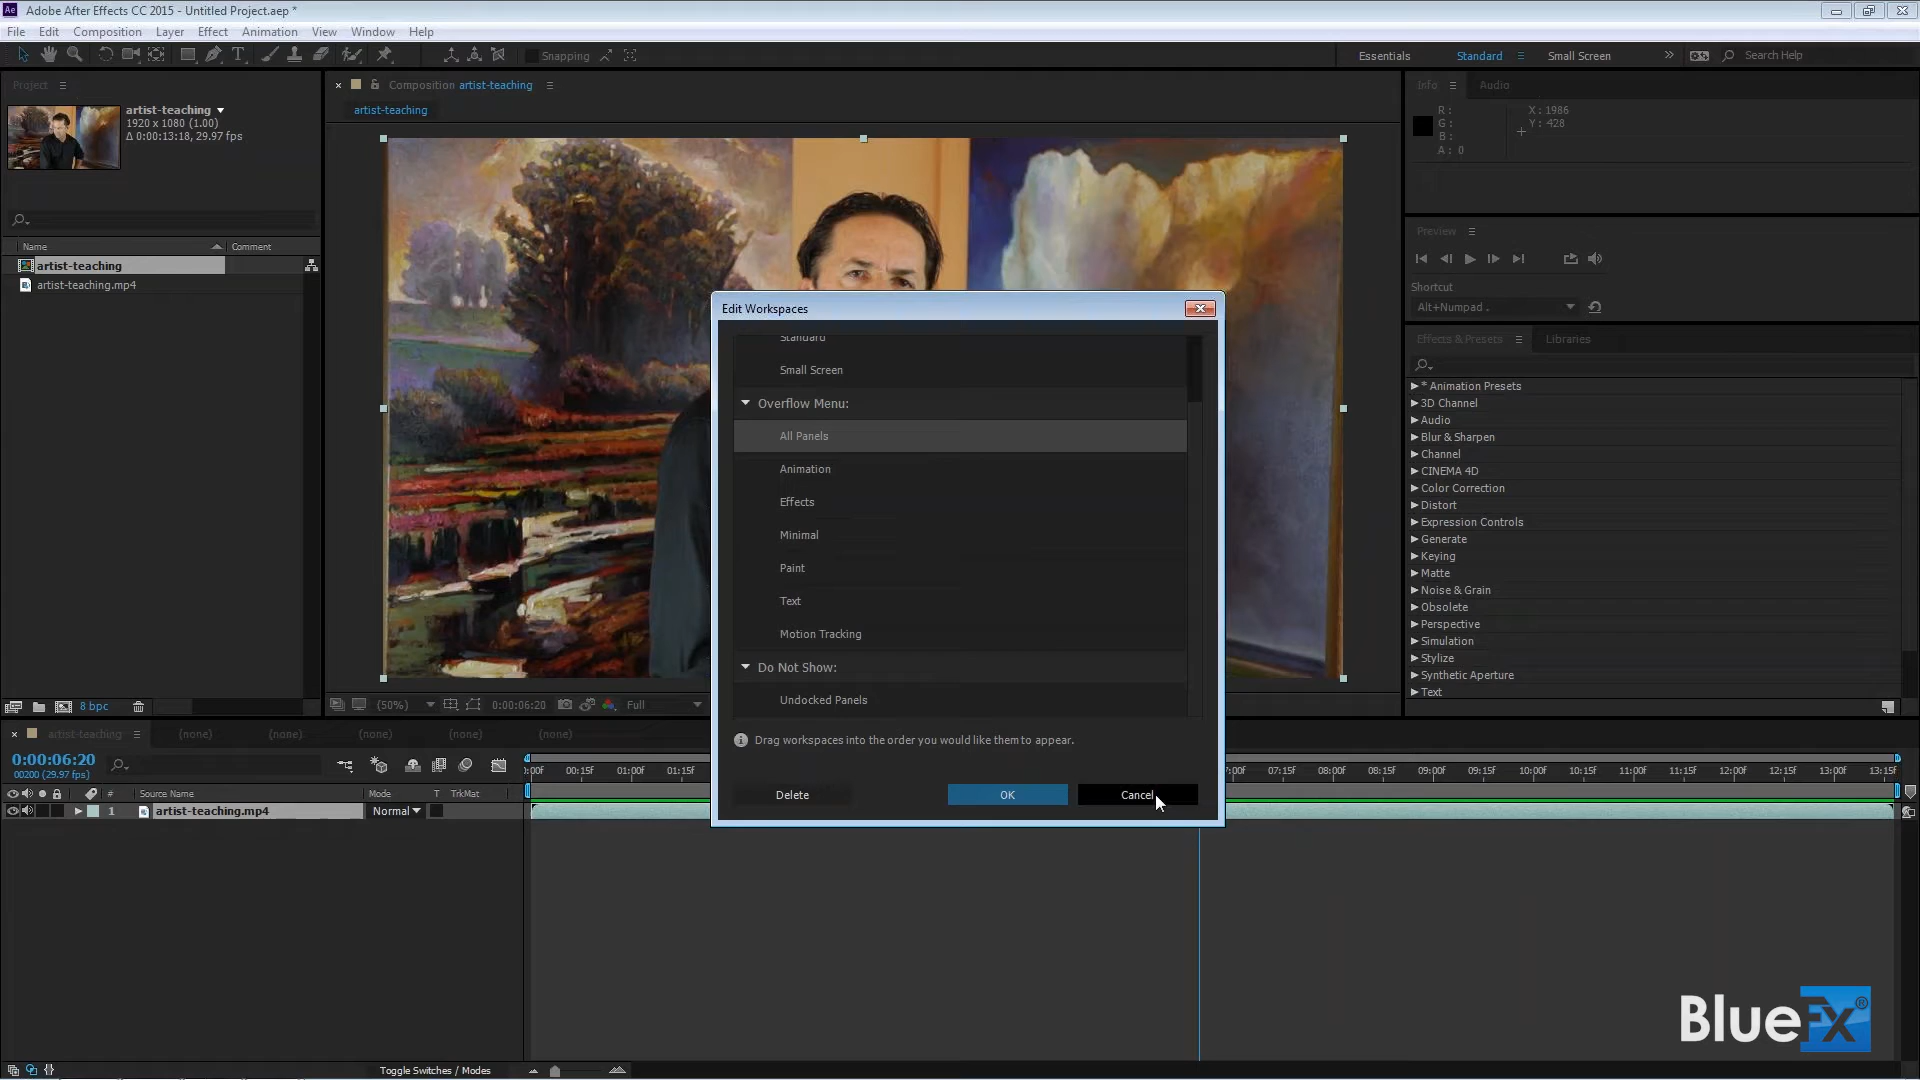 Adobe After Effects CC 2015 - Untitled Project.aep *
File Edit Composition Layer Effect Animation View Window Help
Snapping
Essentials Standard Small Screen Search Help
Project
artist-teaching
1920 x 1080 (1.00)
Δ 0:00:13:18, 29.97 fps
Name Comment
artist-teaching
artist-teaching.mp4
8 bpc
Composition artist-teaching
artist-teaching
(50%) 0:00:06:20 Full
Edit Workspaces
Standard
Small Screen
Overflow Menu:
All Panels
Animation
Effects
Minimal
Paint
Text
Motion Tracking
Do Not Show:
Undocked Panels
Drag workspaces into the order you would like them to appear.
Delete OK Cancel
Info Audio
R: X: 1986
G: Y: 428
B:
A: 0
Preview
Shortcut
Alt+Numpad .
Effects & Presets Libraries
* Animation Presets
3D Channel
Audio
Blur & Sharpen
Channel
CINEMA 4D
Color Correction
Distort
Expression Controls
Generate
Keying
Matte
Noise & Grain
Obsolete
Perspective
Simulation
Stylize
Synthetic Aperture
Text
artist-teaching (none) (none) (none) (none) (none)
0:00:06:20
00200 (29.97 fps)
:00f 00:15f 01:00f 01:15f :00f 07:15f 08:00f 08:15f 09:00f 09:15f 10:00f 10:15f 11:00f 11:15f 12:00f 12:15f 13:00f 13:15f
# Source Name Mode T TrkMat
1 artist-teaching.mp4 Normal
Toggle Switches / Modes
BlueFX®